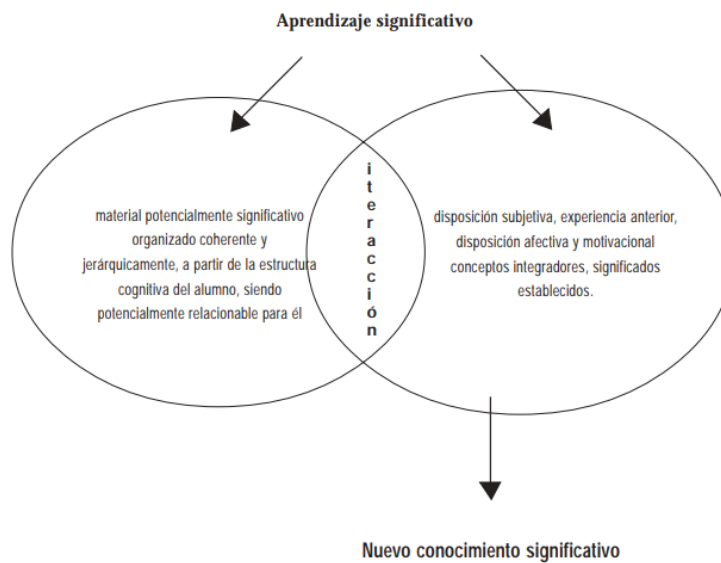 Aprendizaje significativo
material potencialmente significativo
organizado coherente y
jerárquicamente, a partir de la estructura
cognitiva del alumno, siendo
potencialmente relacionable para él
iteracción
disposición subjetiva, experiencia anterior,
disposición afectiva y motivacional
conceptos integradores, significados
establecidos.
Nuevo conocimiento significativo